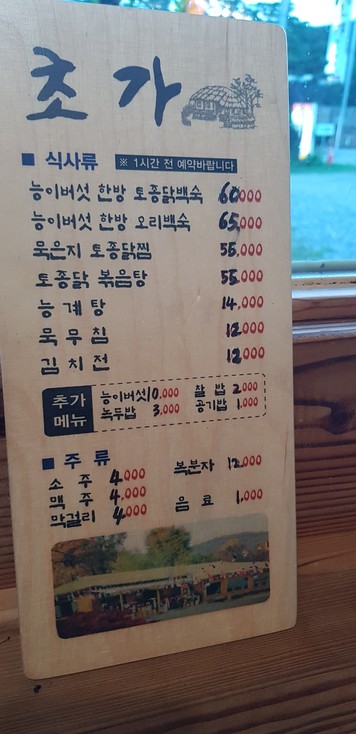 초가
■ 식사류 ※ 1시간 전 예약바랍니다
능이버섯 한방 토종닭백숙 60,000
능이버섯 한방 오리백숙 65,000
묵은지 토종닭찜 55,000
토종닭 볶음탕 55,000
능계탕 14,000
묵무침 12,000
김치전 12,000
추가 메뉴
능이버섯 10,000 찰밥 2,000
녹두밥 3,000 공기밥 1,000
■ 주류
소주 4,000 복분자 12,000
맥주 4,000
막걸리 4,000 음료 1,000